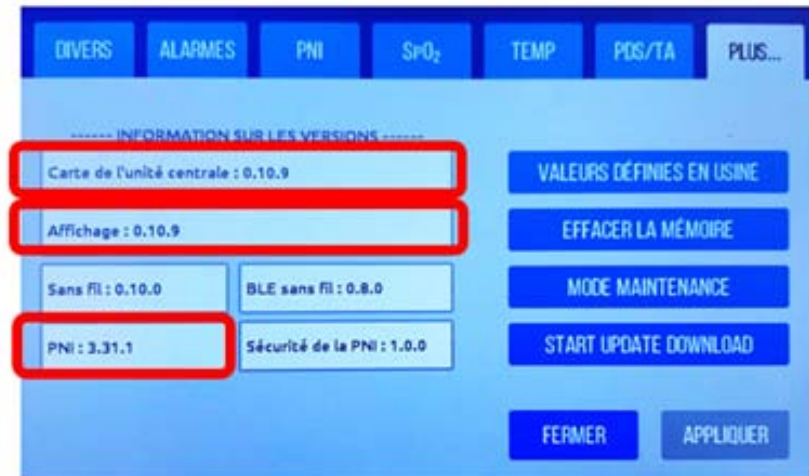 DIVERS ALARMES PNI SpO₂ TEMP PDS/TA PLUS...
------ INFORMATION SUR LES VERSIONS ------
Carte de l'unité centrale : 0.10.9
Affichage : 0.10.9
Sans fil : 0.10.0 BLE sans fil : 0.8.0
PNI : 3.31.1 Sécurité de la PNI : 1.0.0
VALEURS DÉFINIES EN USINE
EFFACER LA MÉMOIRE
MODE MAINTENANCE
START UPDATE DOWNLOAD
FERMER APPLIQUER